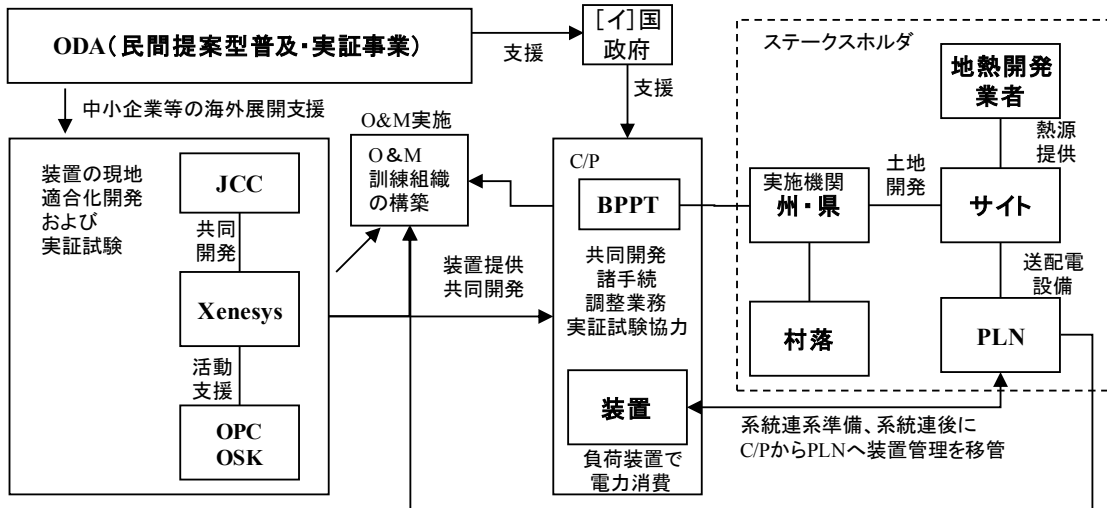 ODA(民間提案型普及・実証事業)
支援
[イ]国
政府
ステークスホルダ
地熱開発
業者
中小企業等の海外展開支援
支援
O&M実施
熱源
提供
装置の現地
適合化開発
および
実証試験
JCC
O&M
訓練組織
の構築
C/P
BPPT
実施機関
州・県
土地
開発
サイト
共同
開発
装置提供
共同開発
共同開発
諸手続
調整業務
実証試験協力
送配電
設備
Xenesys
村落
PLN
活動
支援
装置
OPC
OSK
系統連系準備、系統連後に
C/PからPLNへ装置管理を移管
負荷装置で
電力消費